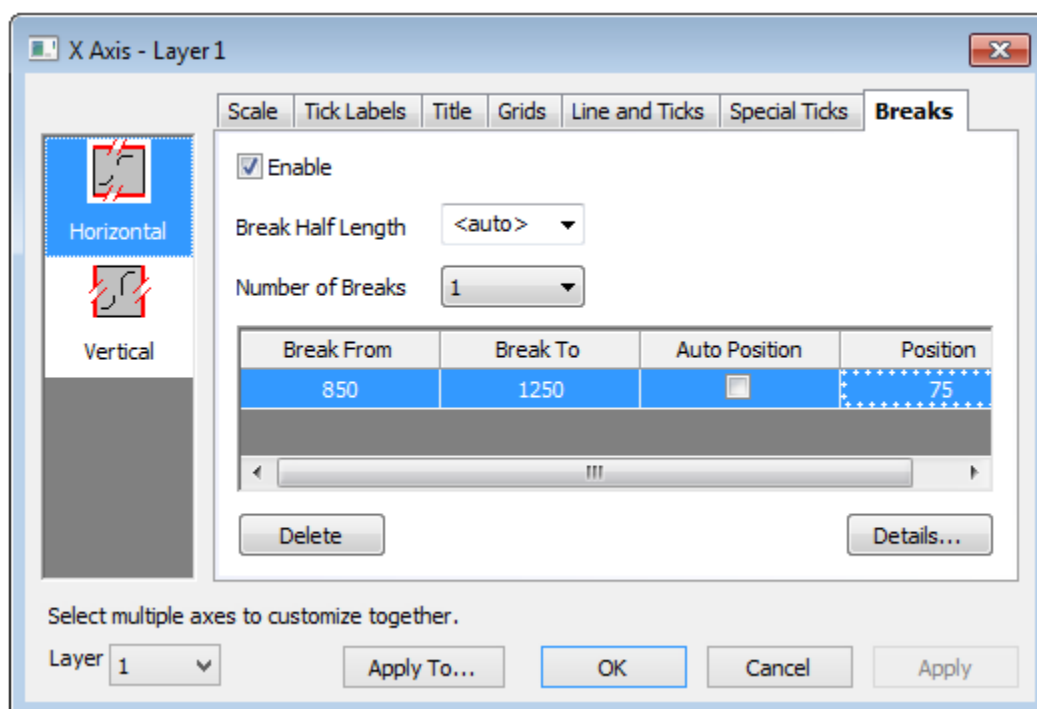 X Axis - Layer 1
Scale Tick Labels Title Grids Line and Ticks Special Ticks Breaks
Horizontal
Vertical
Enable
Break Half Length <auto>
Number of Breaks 1
Break From Break To Auto Position Position
850 1250 75
Delete Details...
Select multiple axes to customize together.
Layer 1 Apply To... OK Cancel Apply